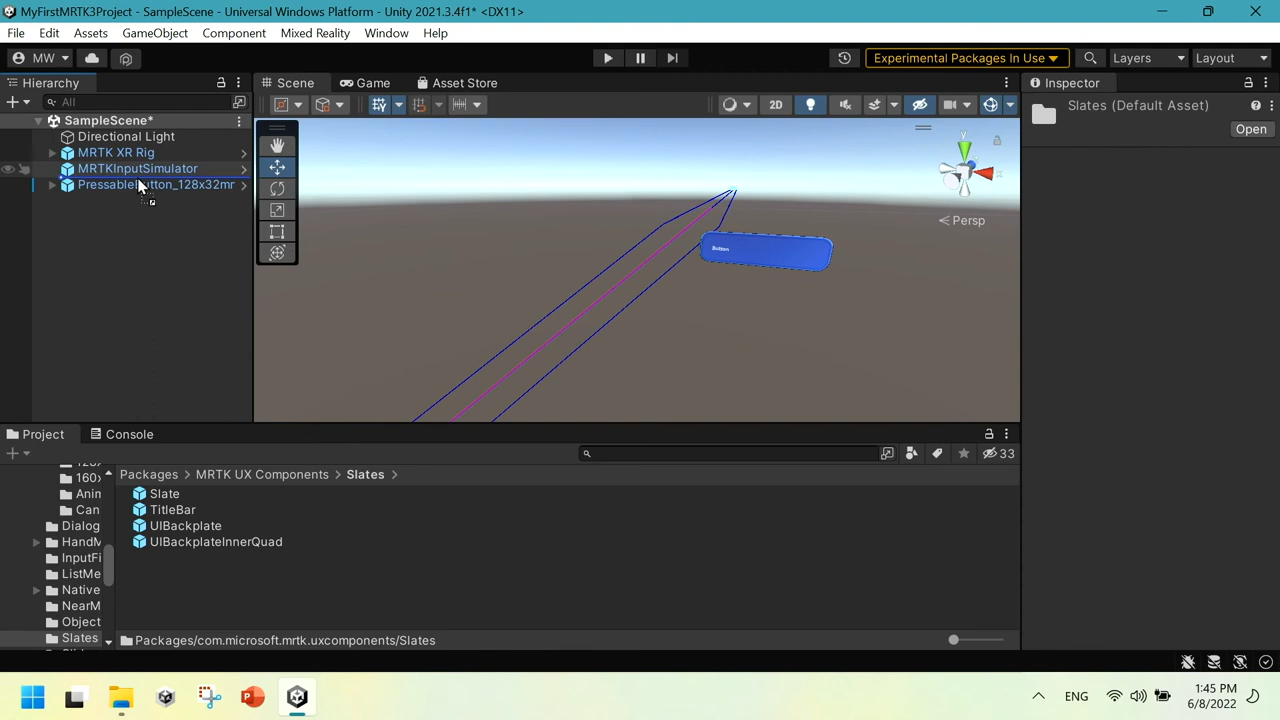 MyFirstMRTK3Project - SampleScene - Universal Windows Platform - Unity 2021.3.4f1* <DX11>
File Edit Assets GameObject Component Mixed Reality Window Help
MW Experimental Packages In Use Layers Layout
Hierarchy Scene Game Asset Store Inspector
All 2D Slates (Default Asset)
SampleScene* Open
Directional Light
MRTK XR Rig
MRTKInputSimulator
PressableButton_128x32mr
y
x
Persp
Button
Project Console
33
Packages > MRTK UX Components > Slates >
160x
Anim
Can
Dialog
HandM
InputFi
ListMe
Native
NearM
Object
Slates
Slate
TitleBar
UIBackplate
UIBackplateInnerQuad
Packages/com.microsoft.mrtk.uxcomponents/Slates
ENG 1:45 PM
6/8/2022